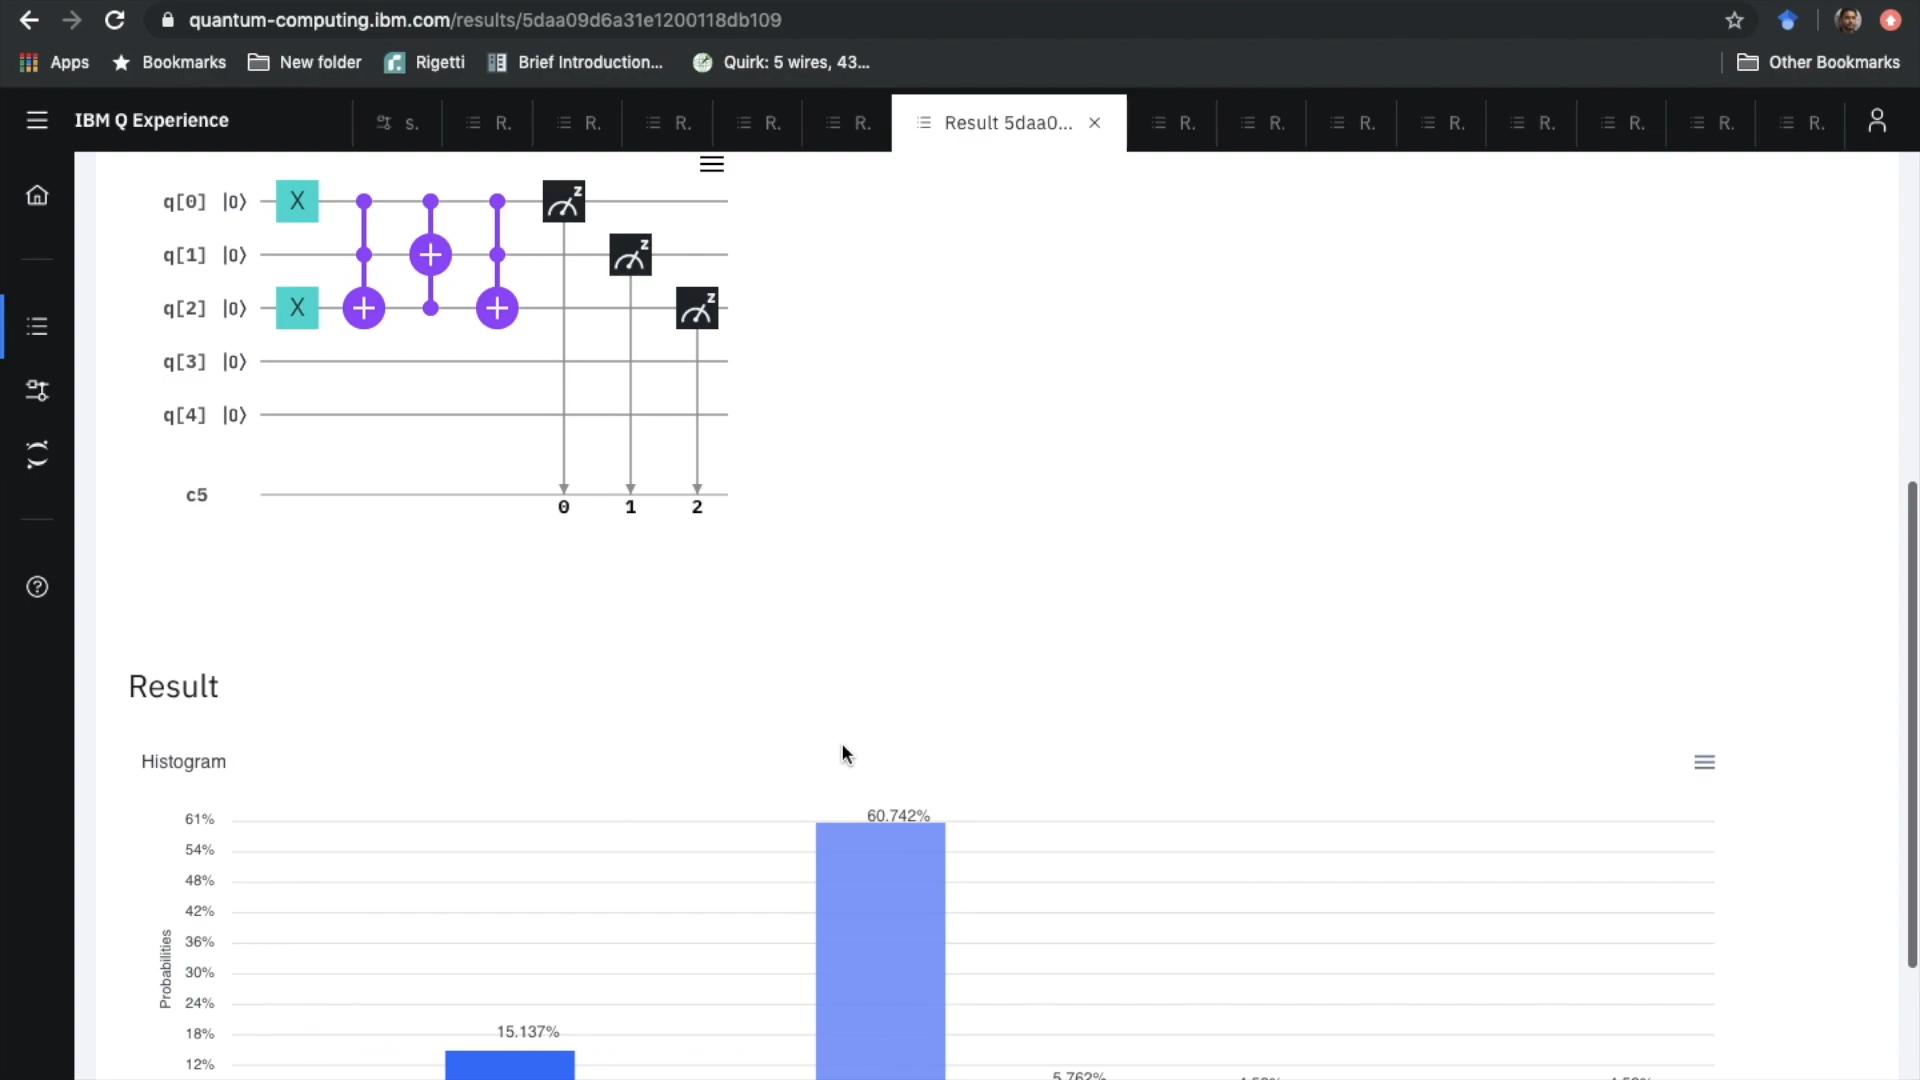 quantum-computing.ibm.com/results/5daa09d6a31e1200118db109
Apps Bookmarks New folder Rigetti Brief Introduction... Quirk: 5 wires, 43... Other Bookmarks
IBM Q Experience s. R. R. R. R. R. Result 5daa0... × R. R. R. R. R. R. R. R.
q[0] |0⟩ X z
q[1] |0⟩ z
q[2] |0⟩ X z
q[3] |0⟩
q[4] |0⟩
c5
0 1 2
Result
Histogram
60.742%
61%
54%
48%
42%
36%
30%
24%
18%
12%
Probabilities
15.137%
5.762%